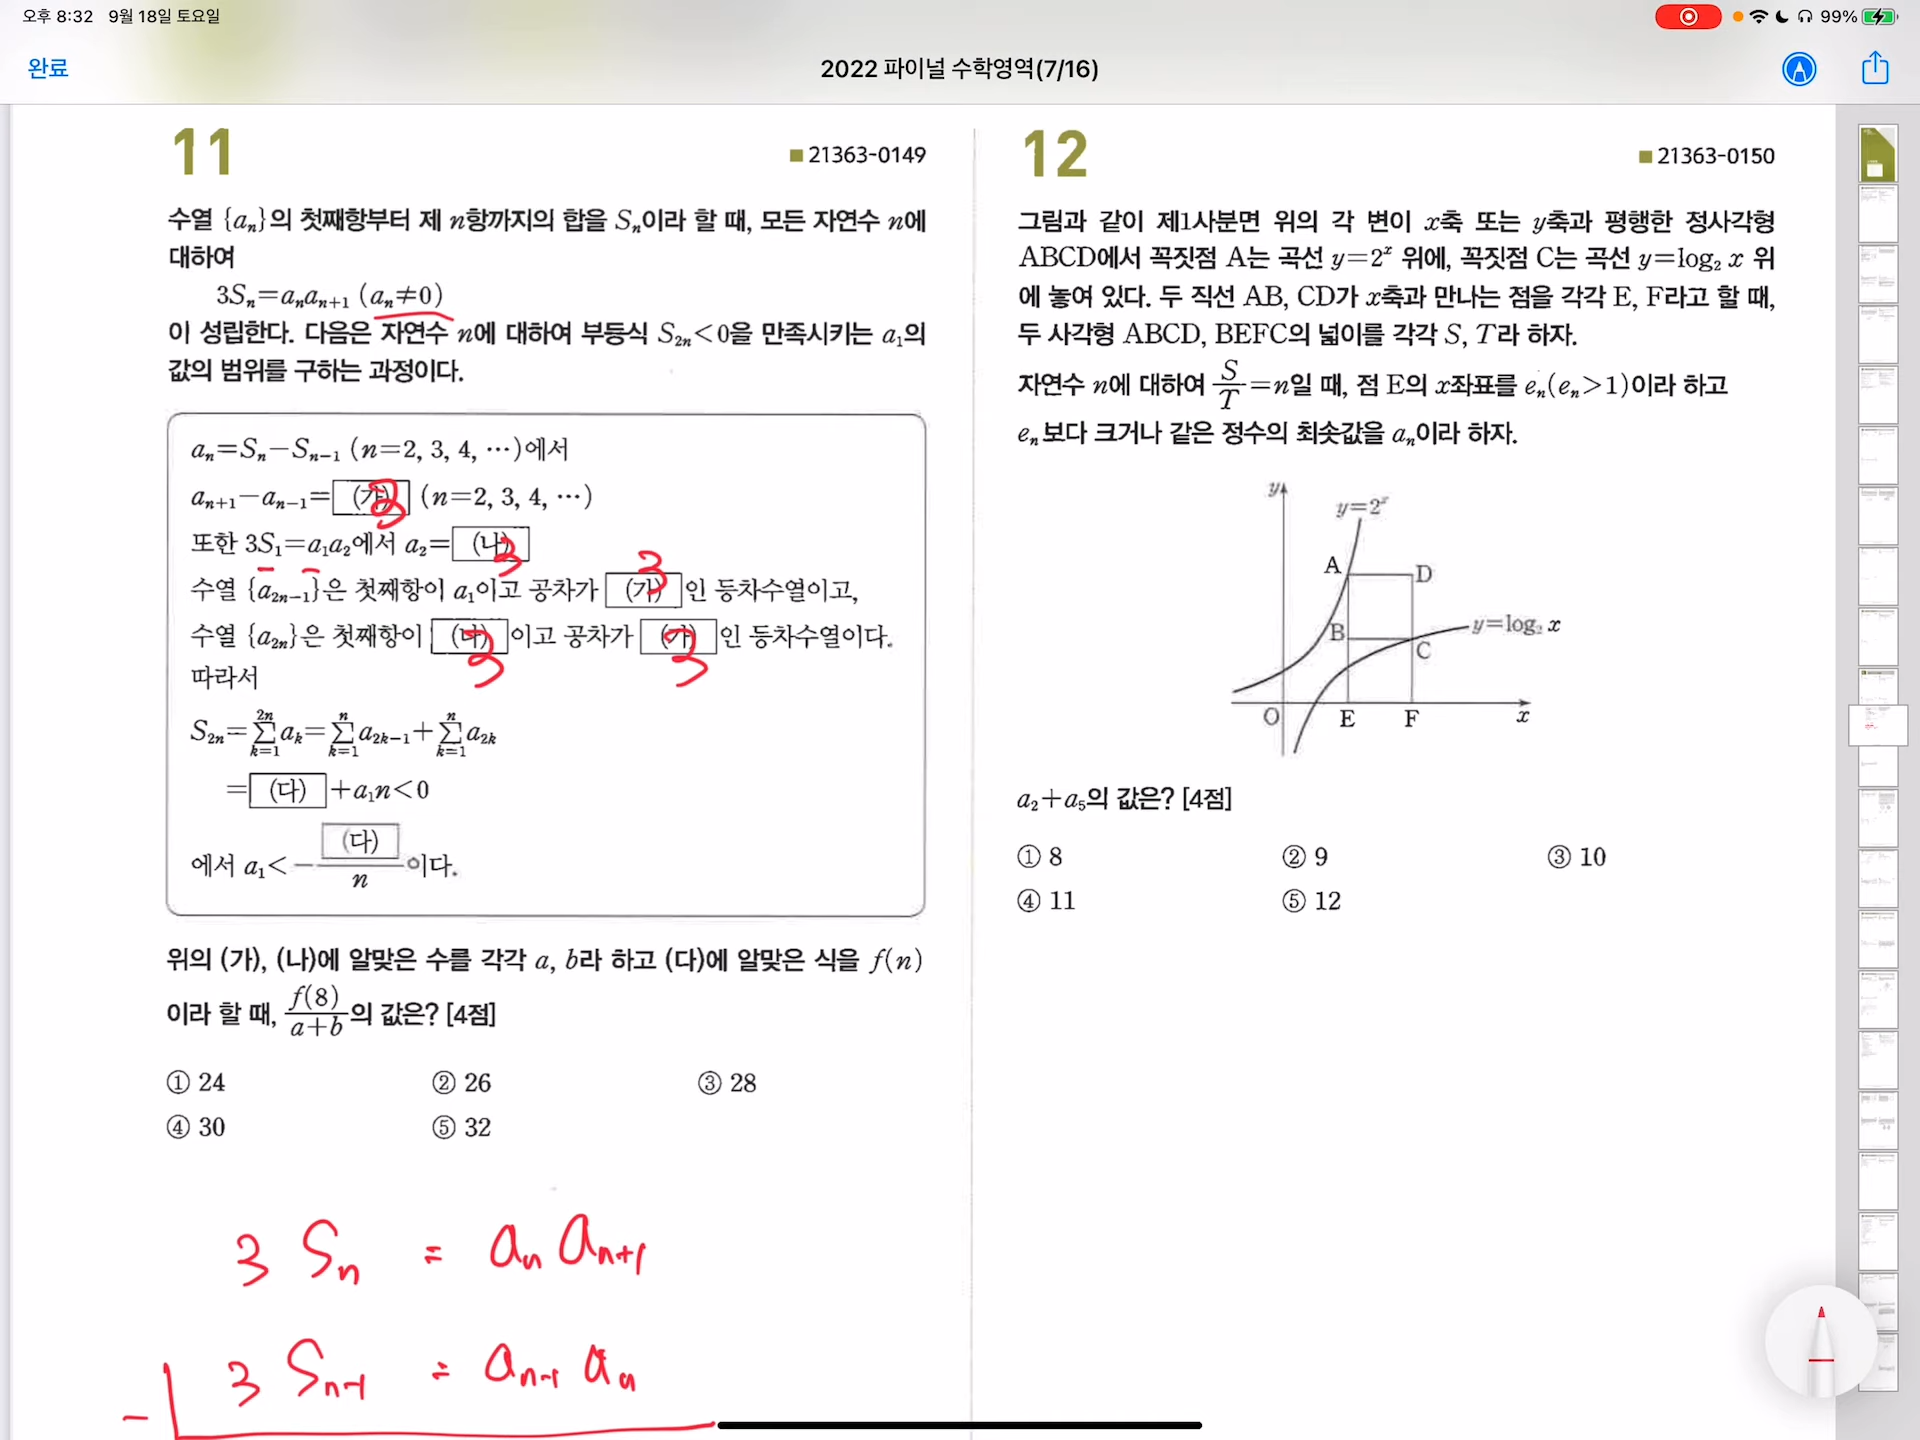 오후 8:32 9월 18일 토요일
99%
완료
2022 파이널 수학영역(7/16)
11
21363-0149
수열 {aₙ}의 첫째항부터 제 n항까지의 합을 Sₙ이라 할 때, 모든 자연수 n에
대하여
3Sₙ=aₙaₙ₊₁ (aₙ≠0)
이 성립한다. 다음은 자연수 n에 대하여 부등식 S₂ₙ<0을 만족시키는 a₁의
값의 범위를 구하는 과정이다.
aₙ=Sₙ−Sₙ₋₁ (n=2, 3, 4, ⋯)에서
aₙ₊₁−aₙ₋₁= (가) 3 (n=2, 3, 4, ⋯)
또한 3S₁=a₁a₂에서 a₂= (나) 3
수열 {a₂ₙ₋₁}은 첫째항이 a₁이고 공차가 (가) 3 인 등차수열이고,
수열 {a₂ₙ}은 첫째항이 (나) 3 이고 공차가 (가) 3 인 등차수열이다.
따라서
S₂ₙ=∑(k=1, 2n) aₖ=∑(k=1, n) a₂ₖ₋₁+∑(k=1, n) a₂ₖ
= (다) +a₁n<0
에서 a₁<− (다)/n 이다.
위의 (가), (나)에 알맞은 수를 각각 a, b라 하고 (다)에 알맞은 식을 f(n)
이라 할 때, f(8)/(a+b)의 값은? [4점]
① 24 ② 26 ③ 28
④ 30 ⑤ 32
3 Sₙ = aₙ aₙ₊₁
− 3 Sₙ₋₁ = aₙ₋₁ aₙ
12
21363-0150
그림과 같이 제1사분면 위의 각 변이 x축 또는 y축과 평행한 정사각형
ABCD에서 꼭짓점 A는 곡선 y=2ˣ 위에, 꼭짓점 C는 곡선 y=log₂ x 위
에 놓여 있다. 두 직선 AB, CD가 x축과 만나는 점을 각각 E, F라고 할 때,
두 사각형 ABCD, BEFC의 넓이를 각각 S, T라 하자.
자연수 n에 대하여 S/T=n일 때, 점 E의 x좌표를 eₙ(eₙ>1)이라 하고
eₙ보다 크거나 같은 정수의 최솟값을 aₙ이라 하자.
y
y=2ˣ
A
D
B
y=log₂ x
C
O
E
F
x
a₂+a₅의 값은? [4점]
① 8 ② 9 ③ 10
④ 11 ⑤ 12